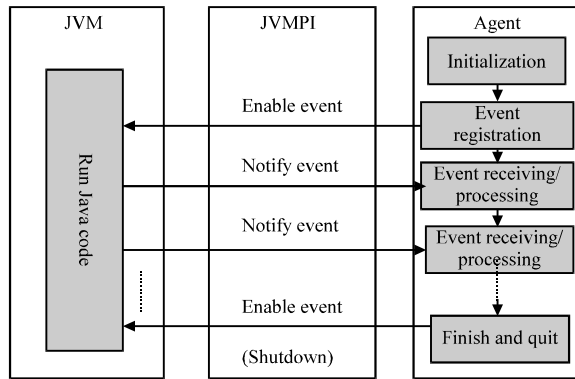 JVM
JVMPI
Agent
Initialization
Enable event
Event
registration
Run Java code
Notify event
Event receiving/
processing
Notify event
Event receiving/
processing
Enable event
Finish and quit
(Shutdown)